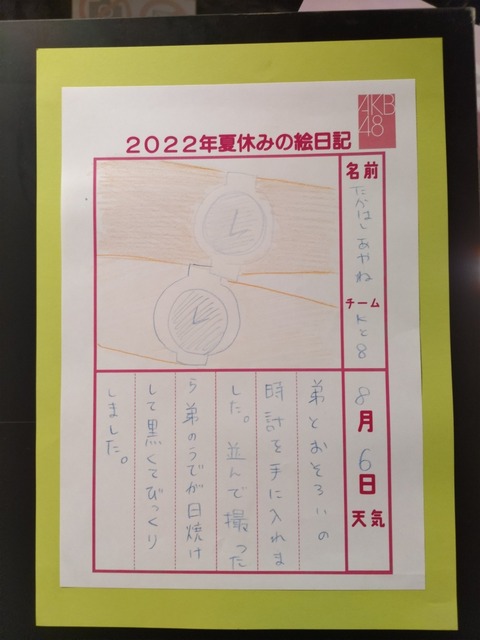 AKB
48
2022年夏休みの絵日記
名前
たかはしあやね
チーム
Kと8
8月6日
天気
弟とおそろいの
時計を手に入れま
した。並んで撮った
ら弟のうでが日焼け
して黒くてびっくり
しました。